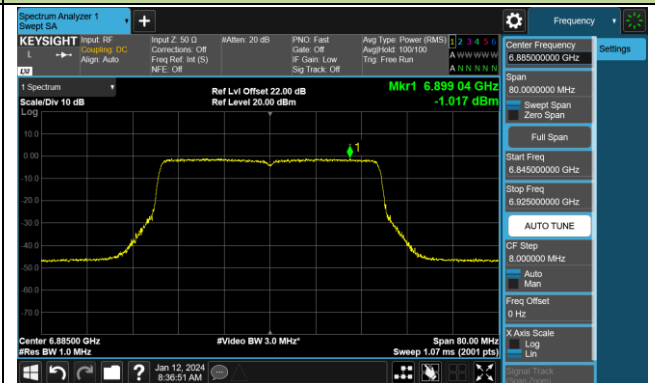 Spectrum Analyzer 1
Swept SA
Frequency
KEYSIGHT
Input: RF
Coupling: DC
Align: Auto
Input Z: 50 Ω
Corrections: Off
Freq Ref: Int (S)
NFE: Off
#Atten: 20 dB
PNO: Fast
Gate: Off
IF Gain: Low
Sig Track: Off
Avg Type: Power (RMS)
Avg|Hold: 100/100
Trig: Free Run
1 2 3 4 5 6
A W W W W W
A N N N N N
L
LXI
1 Spectrum
Scale/Div 10 dB
Log
Ref Lvl Offset 22.00 dB
Ref Level 20.00 dBm
Mkr1 6.899 04 GHz
-1.017 dBm
10.0
0.00
-10.0
-20.0
-30.0
-40.0
-50.0
-60.0
-70.0
1
Center 6.88500 GHz
#Res BW 1.0 MHz
#Video BW 3.0 MHz*
Span 80.00 MHz
Sweep 1.07 ms (2001 pts)
Center Frequency
6.885000000 GHz
Settings
Span
80.0000000 MHz
Swept Span
Zero Span
Full Span
Start Freq
6.845000000 GHz
Stop Freq
6.925000000 GHz
AUTO TUNE
CF Step
8.000000 MHz
Auto
Man
Freq Offset
0 Hz
X Axis Scale
Log
Lin
Signal Track
(Span Zoom)
Jan 12, 2024
8:36:51 AM